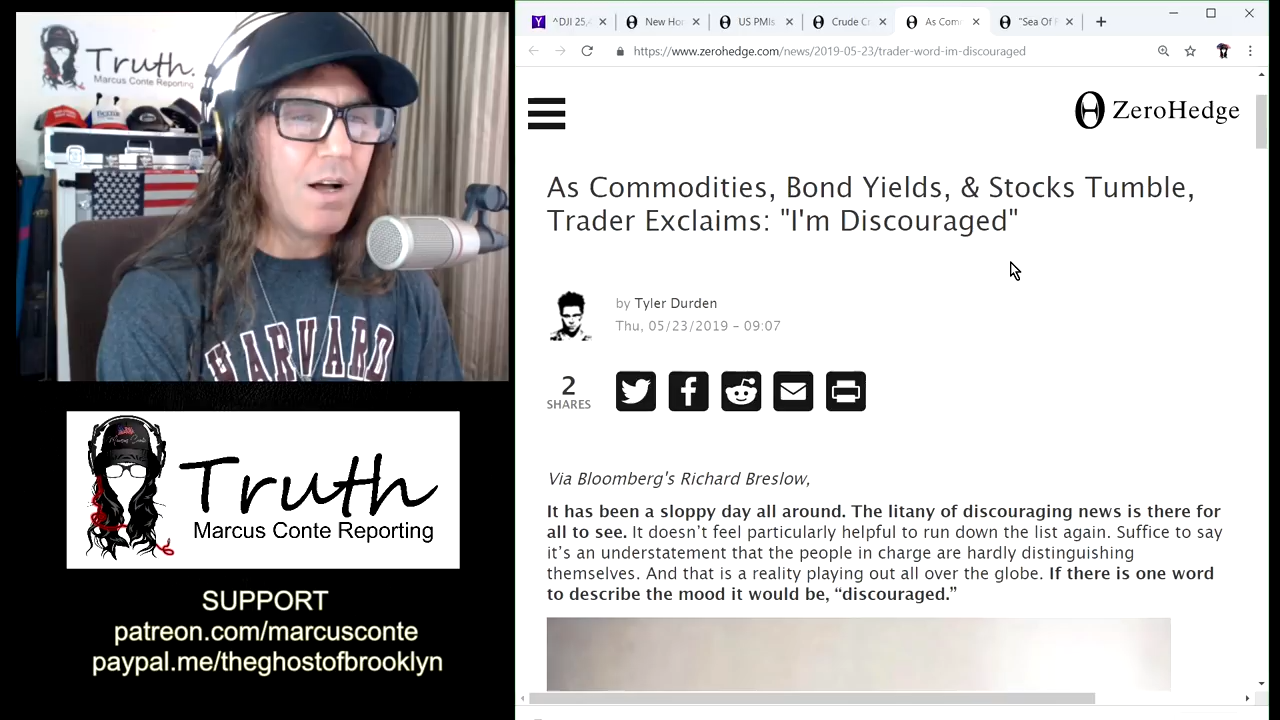 Truth.
Marcus Conte Reporting
HARVARD
Truth
Marcus Conte Reporting
SUPPORT
patreon.com/marcusconte
paypal.me/theghostofbrooklyn
^DJI 25,
New Ho
US PMIs
Crude C
As Com
"Sea Of
https://www.zerohedge.com/news/2019-05-23/trader-word-im-discouraged
ZeroHedge
As Commodities, Bond Yields, & Stocks Tumble,
Trader Exclaims: "I'm Discouraged"
by Tyler Durden
Thu, 05/23/2019 – 09:07
2
SHARES
Via Bloomberg's Richard Breslow,
It has been a sloppy day all around. The litany of discouraging news is there for
all to see. It doesn't feel particularly helpful to run down the list again. Suffice to say
it's an understatement that the people in charge are hardly distinguishing
themselves. And that is a reality playing out all over the globe. If there is one word
to describe the mood it would be, “discouraged.”